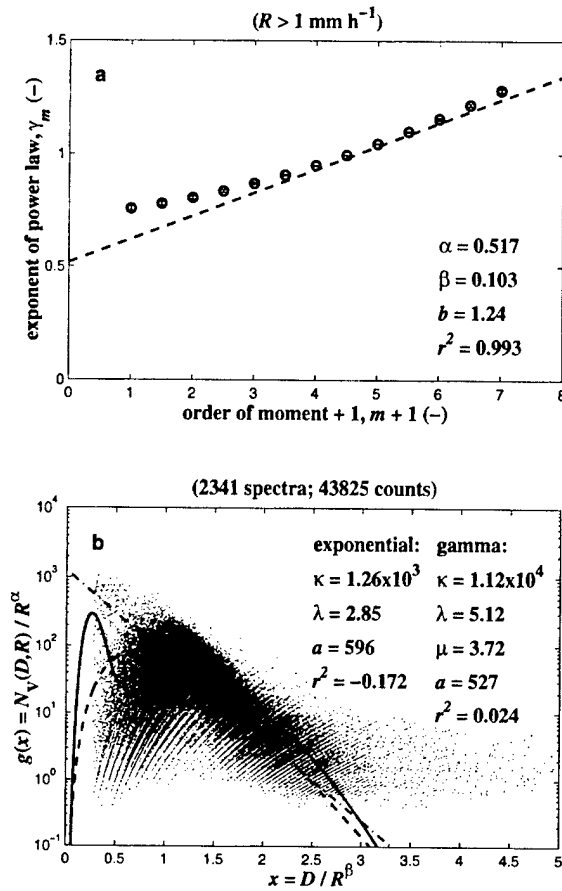 (R > 1 mm h⁻¹)
a
exponent of power law, γm (–)
1.5
1
0.5
0
α = 0.517
β = 0.103
b = 1.24
r² = 0.993
0 1 2 3 4 5 6 7 8
order of moment + 1, m + 1 (–)
(2341 spectra; 43825 counts)
b
g(x) = NV(D,R) / R^α
10⁴
10³
10²
10¹
10⁰
10⁻¹
exponential: gamma:
κ = 1.26x10³ κ = 1.12x10⁴
λ = 2.85 λ = 5.12
a = 596 μ = 3.72
r² = −0.172 a = 527
r² = 0.024
0 0.5 1 1.5 2 2.5 3 3.5 4 4.5 5
x = D / R^β